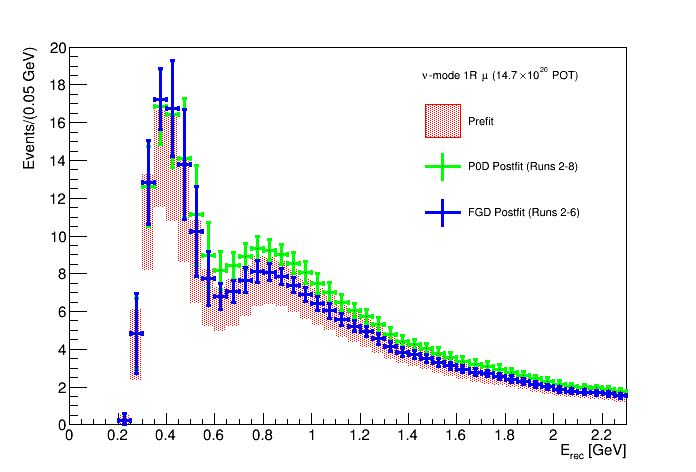 Events/(0.05 GeV)
20
18
16
14
12
10
8
6
4
2
0
ν-mode 1R μ (14.7×10²⁰ POT)
Prefit
P0D Postfit (Runs 2-8)
FGD Postfit (Runs 2-6)
0 0.2 0.4 0.6 0.8 1 1.2 1.4 1.6 1.8 2 2.2
E_rec [GeV]